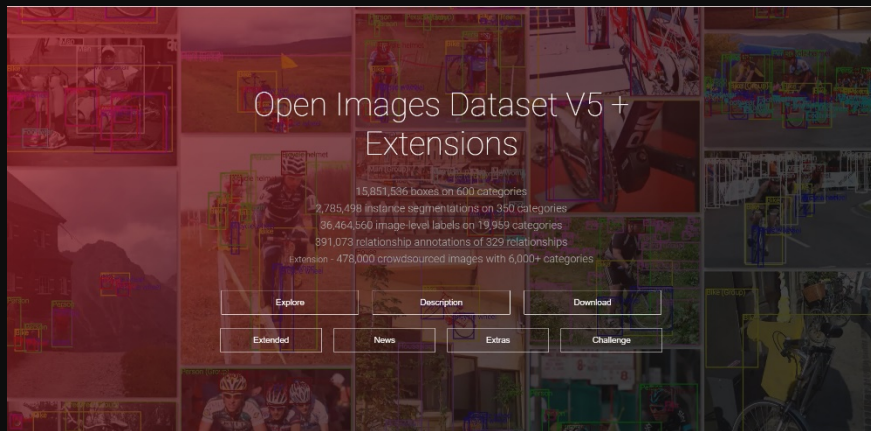 Open Images Dataset V5 +
Extensions
15,851,536 boxes on 600 categories
2,785,498 instance segmentations on 350 categories
36,464,560 image-level labels on 19,959 categories
391,073 relationship annotations of 329 relationships
Extension - 478,000 crowdsourced images with 6,000+ categories
Explore
Description
Download
Extended
News
Extras
Challenge